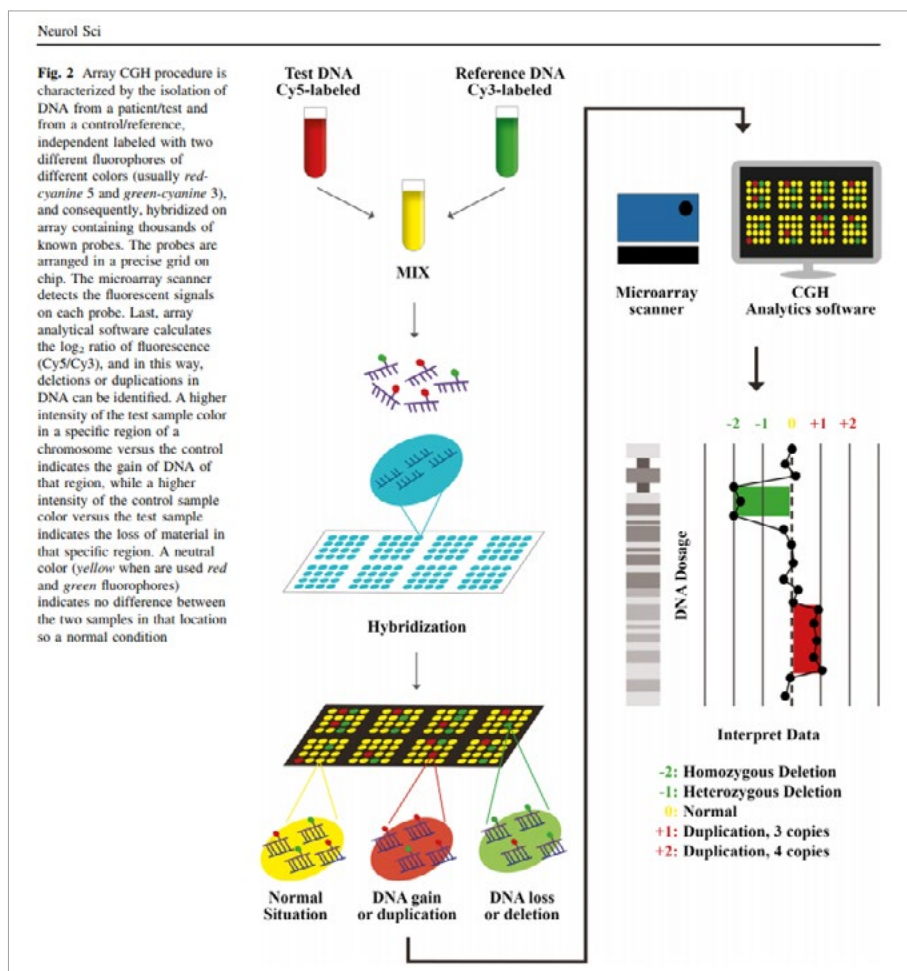 Neurol Sci
Fig. 2 Array CGH procedure is
characterized by the isolation of
DNA from a patient/test and
from a control/reference,
independent labeled with two
different fluorophores of
different colors (usually red-
cyanine 5 and green-cyanine 3),
and consequently, hybridized on
array containing thousands of
known probes. The probes are
arranged in a precise grid on
chip. The microarray scanner
detects the fluorescent signals
on each probe. Last, array
analytical software calculates
the log₂ ratio of fluorescence
(Cy5/Cy3), and in this way,
deletions or duplications in
DNA can be identified. A higher
intensity of the test sample color
in a specific region of a
chromosome versus the control
indicates the gain of DNA of
that region, while a higher
intensity of the control sample
color versus the test sample
indicates the loss of material in
that specific region. A neutral
color (yellow when are used red
and green fluorophores)
indicates no difference between
the two samples in that location
so a normal condition
Test DNA
Cy5-labeled
Reference DNA
Cy3-labeled
MIX
Hybridization
Normal
Situation
DNA gain
or duplication
DNA loss
or deletion
Microarray
scanner
CGH
Analytics software
-2 -1 0 +1 +2
DNA Dosage
Interpret Data
-2: Homozygous Deletion
-1: Heterozygous Deletion
0: Normal
+1: Duplication, 3 copies
+2: Duplication, 4 copies